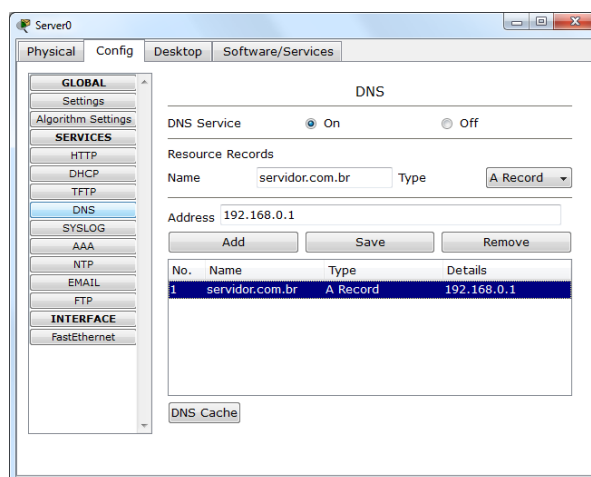 Server0
Physical Config Desktop Software/Services
GLOBAL
Settings
Algorithm Settings
SERVICES
HTTP
DHCP
TFTP
DNS
SYSLOG
AAA
NTP
EMAIL
FTP
INTERFACE
FastEthernet
DNS
DNS Service On Off
Resource Records
Name servidor.com.br Type A Record
Address 192.168.0.1
Add Save Remove
No. Name Type Details
1 servidor.com.br A Record 192.168.0.1
DNS Cache